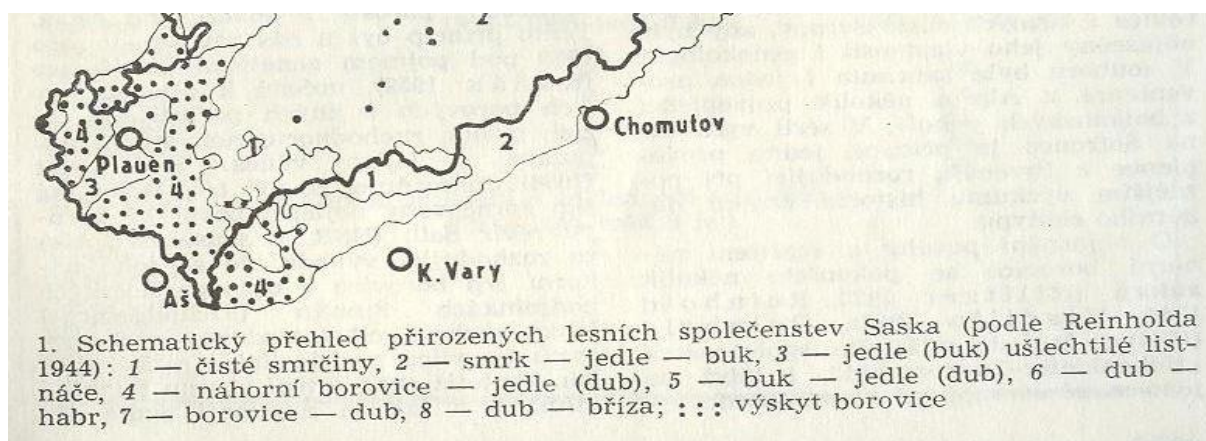 2
Chomutov
2
4
Plauen
3
4
1
K. Vary
Aš
4
1. Schematický přehled přirozených lesních společenstev Saska (podle Reinholda
1944): 1 — čisté smrčiny, 2 — smrk — jedle — buk, 3 — jedle (buk) ušlechtilé list-
náče, 4 — náhorní borovice — jedle (dub), 5 — buk — jedle (dub), 6 — dub —
habr, 7 — borovice — dub, 8 — dub — bříza; : : : výskyt borovice